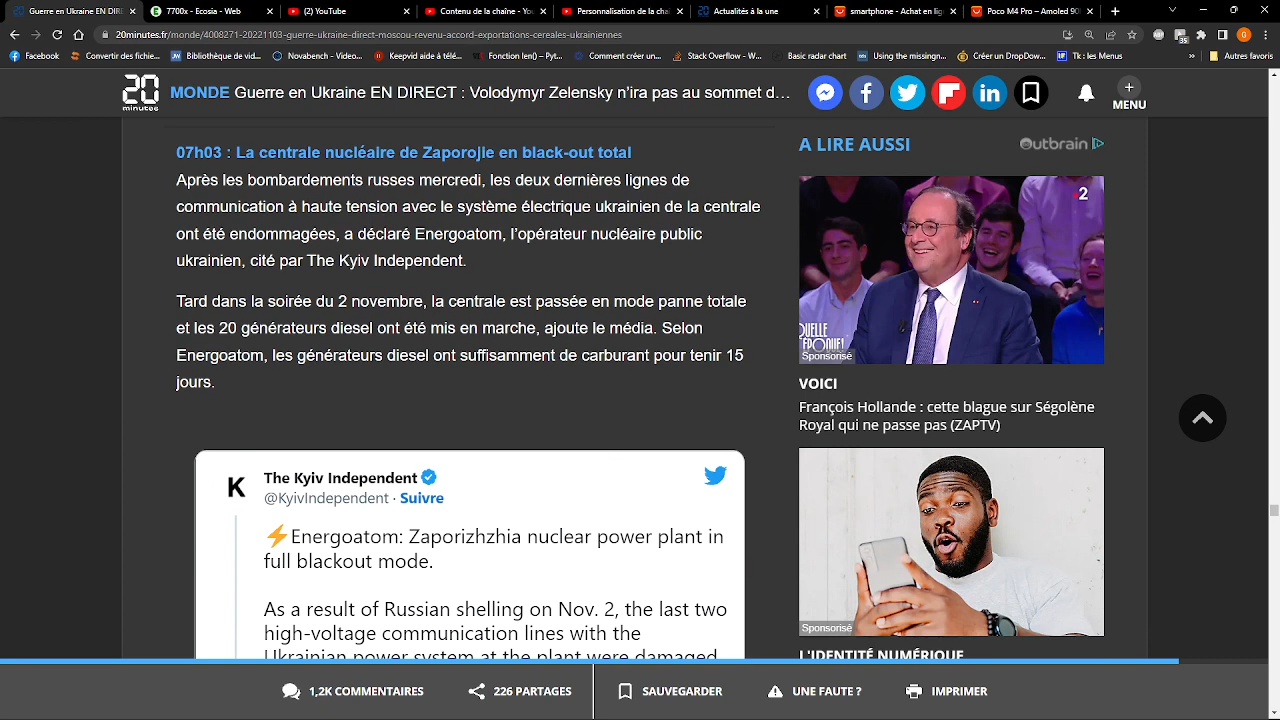 Guerre en Ukraine EN DIR
7700x - Ecosia - Web
(2) YouTube
Contenu de la chaîne - Yo
Personnalisation de la cha
Actualités à la une
smartphone - Achat en lig
Poco M4 Pro – Amoled 90
20minutes.fr/monde/4008271-20221103-guerre-ukraine-direct-moscou-revenu-accord-exportations-cereales-ukrainiennes
Facebook
Convertir des fichie...
Bibliothèque de vid...
Novabench - Videol...
Keepvid aide à télé...
Fonction len() – Pyt...
Comment créer un...
Stack Overflow - W...
Basic radar chart
Using the missingn...
Créer un DropDow...
Tk : les Menus
»
Autres favoris
20 minutes
MONDE Guerre en Ukraine EN DIRECT : Volodymyr Zelensky n'ira pas au sommet d...
MENU
07h03 : La centrale nucléaire de Zaporojie en black-out total
Après les bombardements russes mercredi, les deux dernières lignes de
communication à haute tension avec le système électrique ukrainien de la centrale
ont été endommagées, a déclaré Energoatom, l'opérateur nucléaire public
ukrainien, cité par The Kyiv Independent.
Tard dans la soirée du 2 novembre, la centrale est passée en mode panne totale
et les 20 générateurs diesel ont été mis en marche, ajoute le média. Selon
Energoatom, les générateurs diesel ont suffisamment de carburant pour tenir 15
jours.
K
The Kyiv Independent
@KyivIndependent · Suivre
⚡Energoatom: Zaporizhzhia nuclear power plant in
full blackout mode.
As a result of Russian shelling on Nov. 2, the last two
high-voltage communication lines with the
Ukrainian power system at the plant were damaged
A LIRE AUSSI
Outbrain
2
Sponsorisé
VOICI
François Hollande : cette blague sur Ségolène
Royal qui ne passe pas (ZAPTV)
Sponsorisé
L'IDENTITÉ NUMÉRIQUE
1,2K COMMENTAIRES
226 PARTAGES
SAUVEGARDER
UNE FAUTE ?
IMPRIMER